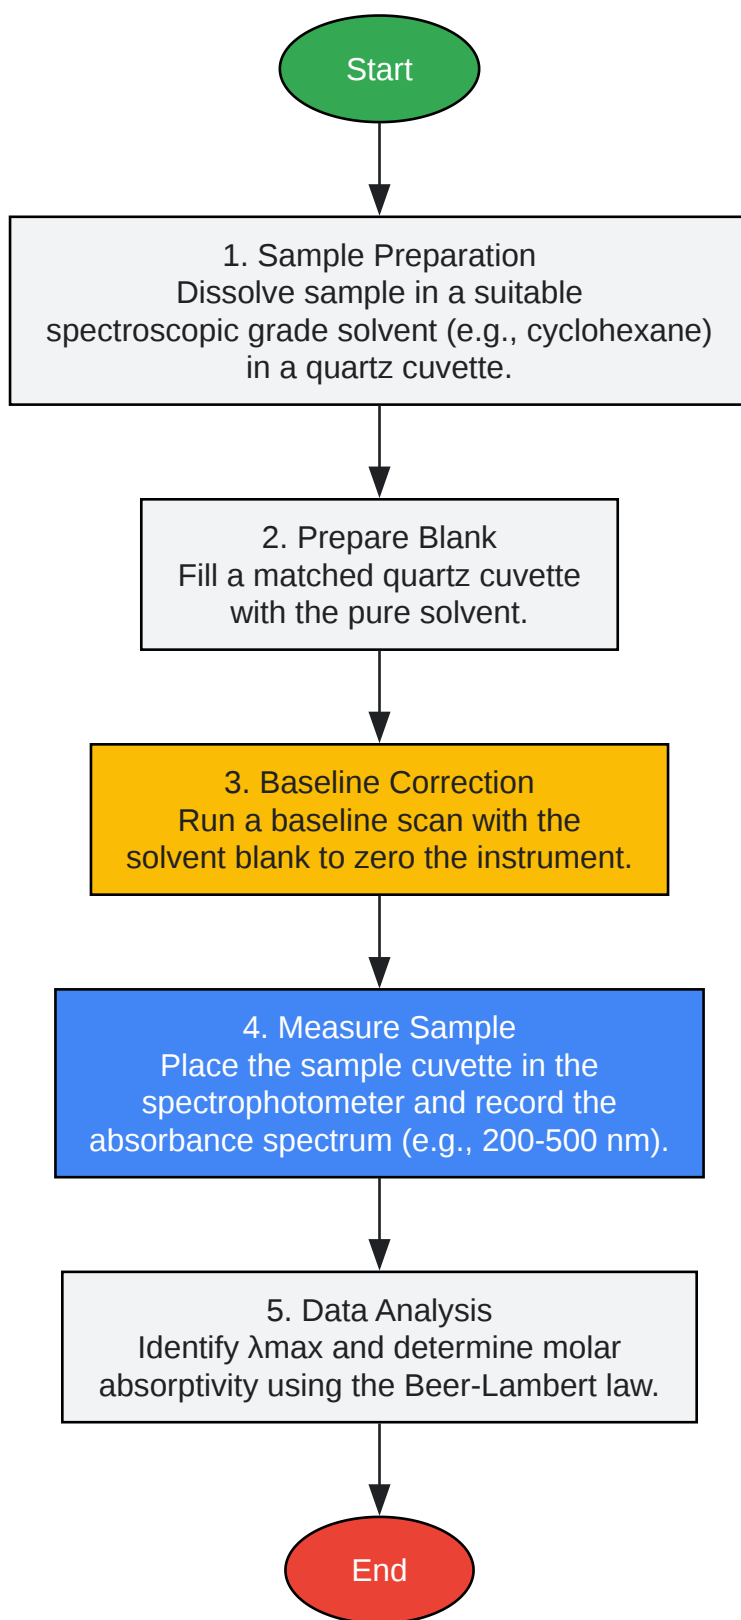 Start
1. Sample Preparation
Dissolve sample in a suitable
spectroscopic grade solvent (e.g., cyclohexane)
in a quartz cuvette.
2. Prepare Blank
Fill a matched quartz cuvette
with the pure solvent.
3. Baseline Correction
Run a baseline scan with the
solvent blank to zero the instrument.
4. Measure Sample
Place the sample cuvette in the
spectrophotometer and record the
absorbance spectrum (e.g., 200-500 nm).
5. Data Analysis
Identify λmax and determine molar
absorptivity using the Beer-Lambert law.
End